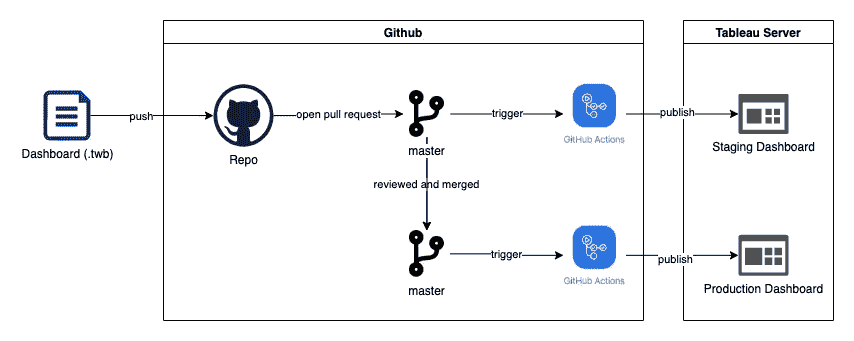 Github
Tableau Server
Dashboard (.twb)
push
Repo
open pull request
master
trigger
GitHub Actions
publish
Staging Dashboard
reviewed and merged
master
trigger
GitHub Actions
publish
Production Dashboard